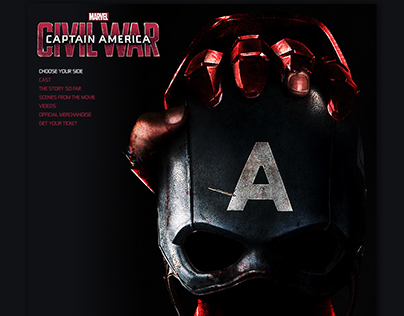 MARVEL
CIVIL WAR
CAPTAIN AMERICA
CHOOSE YOUR SIDE
CAST
THE STORY SO FAR
SCENES FROM THE MOVIE
VIDEOS
OFFICIAL MERCHANDISE
GET YOUR TICKET
A